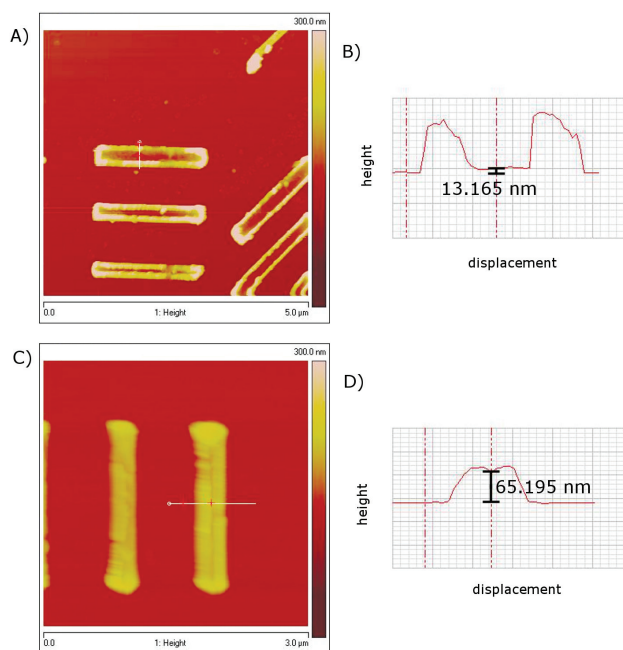 A)
300.0 nm
0.0
1: Height
5.0 µm
B)
height
13.165 nm
displacement
C)
300.0 nm
0.0
1: Height
3.0 µm
D)
height
65.195 nm
displacement